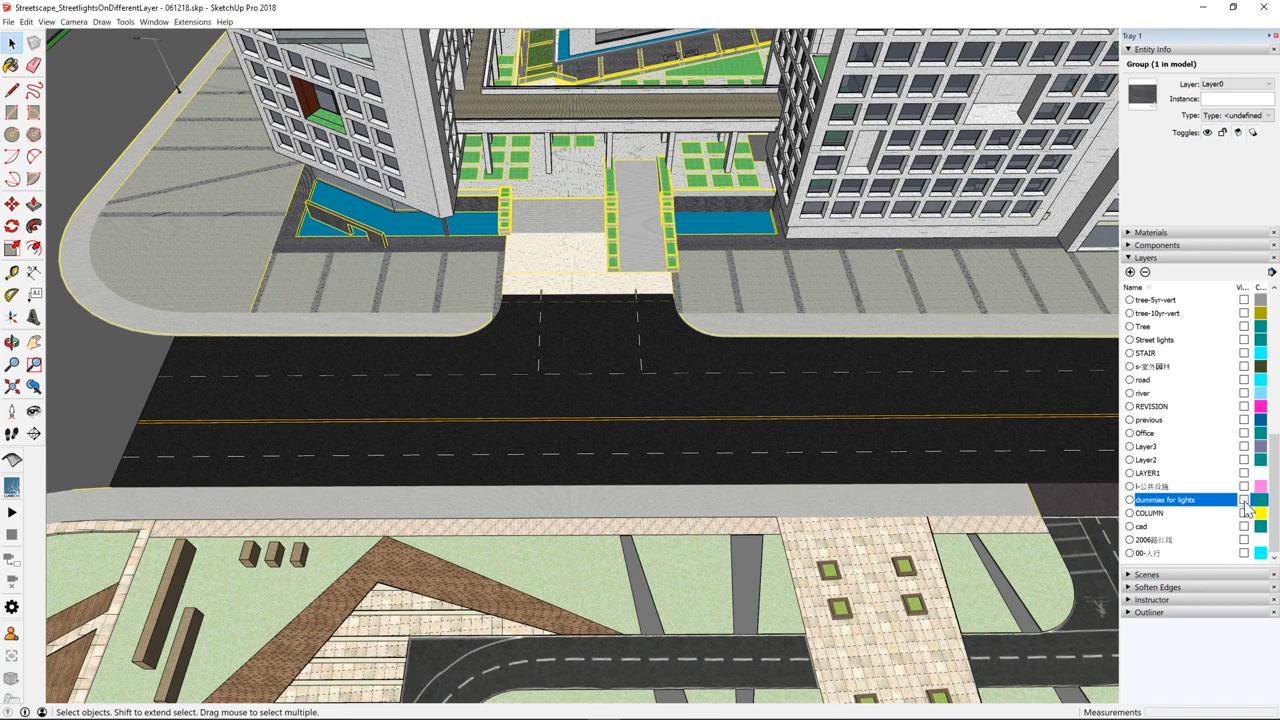 Streetscape_StreetlightsOnDifferentLayer - 061218.skp - SketchUp Pro 2018
File Edit View Camera Draw Tools Window Extensions Help
Tray 1
Entity Info
Group (1 in model)
Layer: Layer0
Instance:
Type: Type: <undefined
Toggles:
Materials
Components
Layers
Name Vi... C...
tree-5yr-vert
tree-10yr-vert
Tree
Street lights
STAIR
s-室外园林
road
river
REVISION
previous
Office
Layer3
Layer2
LAYER1
l-公共设施
dummies for lights
COLUMN
cad
2006路红线
00-人行
Scenes
Soften Edges
Instructor
Outliner
Select objects. Shift to extend select. Drag mouse to select multiple.
Measurements